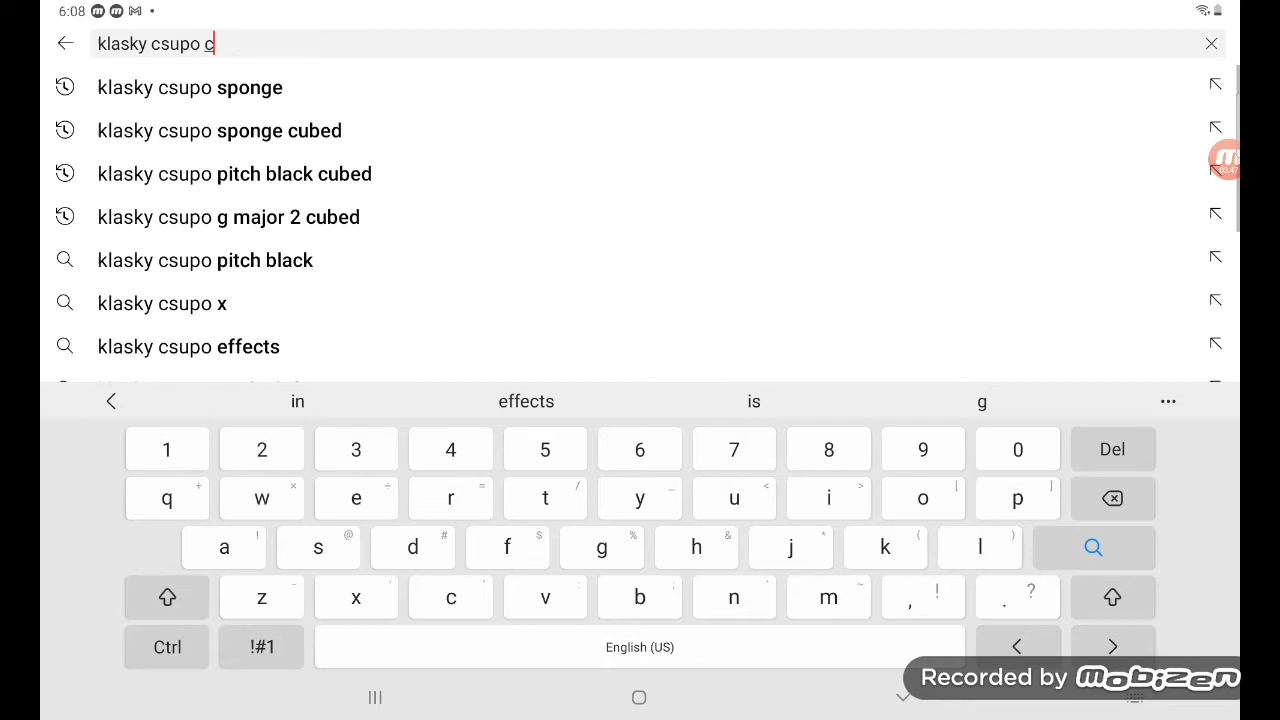 6:08
klasky csupo c
klasky csupo sponge
klasky csupo sponge cubed
klasky csupo pitch black cubed
03:47
klasky csupo g major 2 cubed
klasky csupo pitch black
klasky csupo x
klasky csupo effects
in effects is g
1 2 3 4 5 6 7 8 9 0 Del
q + w × e ÷ r = t / y _ u < i > o [ p ]
a ! s @ d # f $ g % h & j * k ( l )
z - x ' c " v : b ; n ` m ~ , ! . ?
Ctrl !#1 English (US) < >
Recorded by mobizen